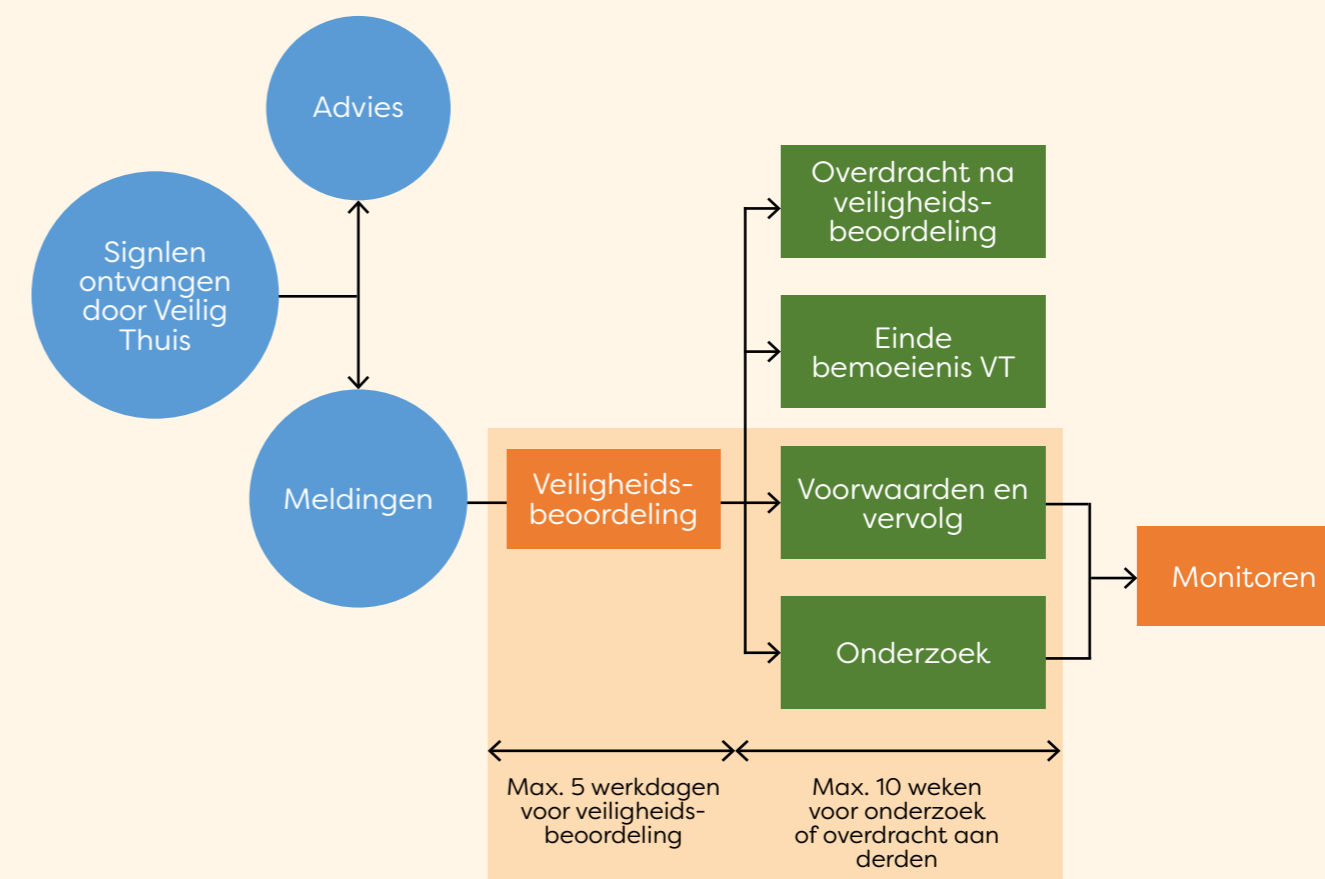 Advies
Signlen
ontvangen
door Veilig
Thuis
Meldingen
Veiligheids-
beoordeling
Overdracht na
veiligheids-
beoordeling
Einde
bemoeienis VT
Voorwaarden en
vervolg
Onderzoek
Monitoren
Max. 5 werkdagen
voor veiligheids-
beoordeling
Max. 10 weken
voor onderzoek
of overdracht aan
derden